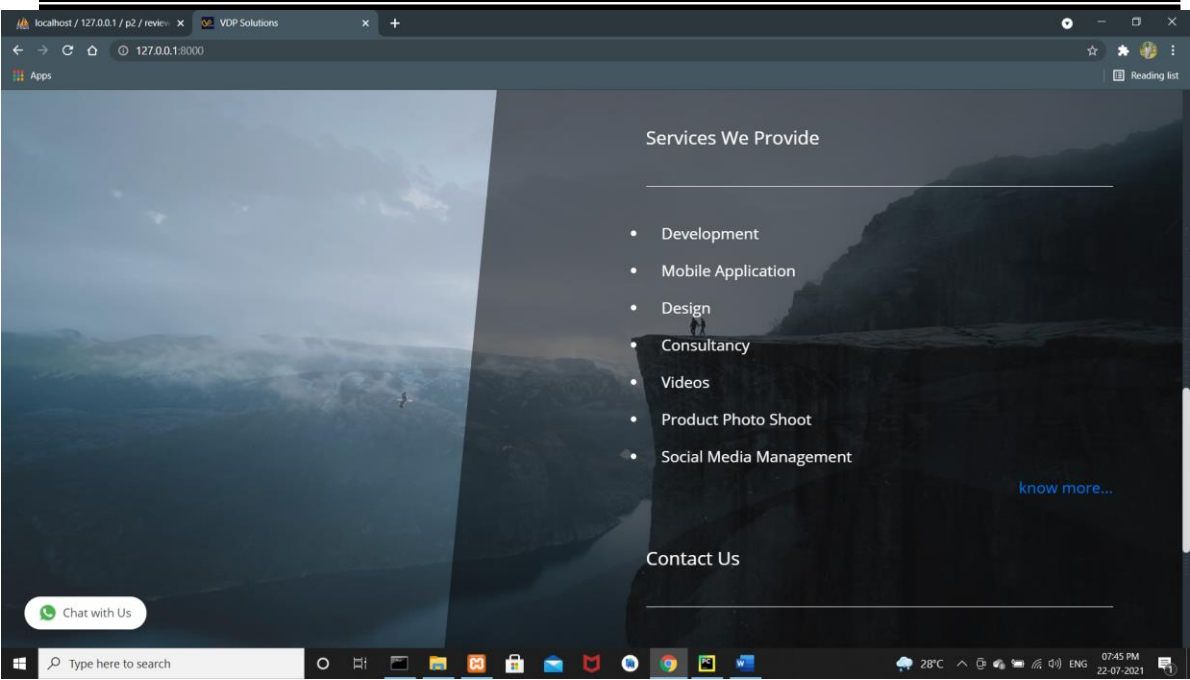 localhost / 127.0.0.1 / p2 / review
VDP Solutions
127.0.0.1:8000
Apps
Reading list
Services We Provide
Development
Mobile Application
Design
Consultancy
Videos
Product Photo Shoot
Social Media Management
know more...
Contact Us
Chat with Us
Type here to search
28°C
ENG
07:45 PM
22-07-2021